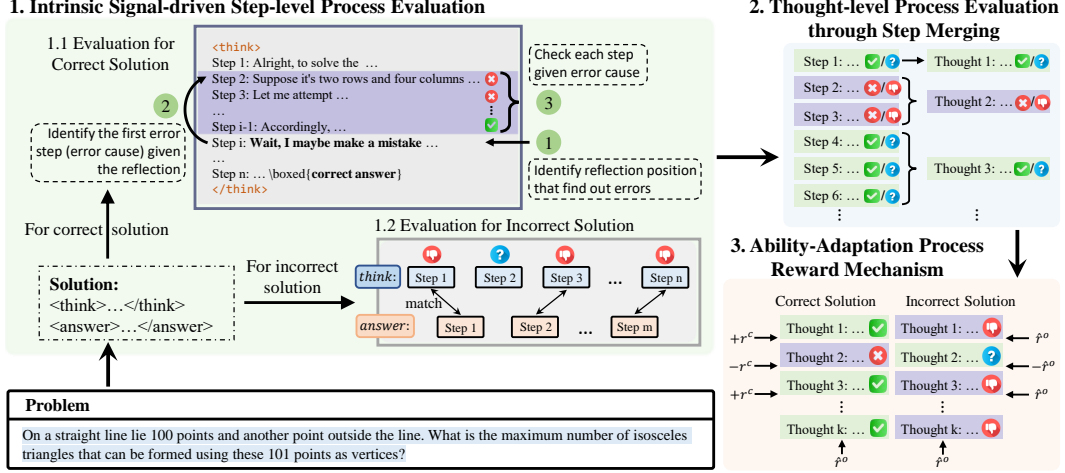 1. Intrinsic Signal-driven Step-level Process Evaluation
1.1 Evaluation for
Correct Solution
<think>
Step 1: Alright, to solve the …
Step 2: Suppose it's two rows and four columns …
Step 3: Let me attempt …
…
Step i-1: Accordingly, …
Step i: Wait, I maybe make a mistake …
…
Step n: … \boxed{correct answer}
</think>
Check each step
given error cause
3
2
1
Identify the first error
step (error cause) given
the reflection
Identify reflection position
that find out errors
For correct solution
1.2 Evaluation for Incorrect Solution
For incorrect
solution
Solution:
<think>…</think>
<answer>…</answer>
think:
Step 1
Step 2
Step 3
…
Step n
match
answer:
Step 1
Step 2
…
Step m
Problem
On a straight line lie 100 points and another point outside the line. What is the maximum number of isosceles
triangles that can be formed using these 101 points as vertices?
2. Thought-level Process Evaluation
through Step Merging
Step 1: … /
Thought 1: … /
Step 2: … /
Step 3: … /
Thought 2: … /
Step 4: … /
Step 5: … /
Thought 3: … /
Step 6: … /
3. Ability-Adaptation Process
Reward Mechanism
Correct Solution
Incorrect Solution
Thought 1: …
Thought 1: …
+r^c
r̂^o
Thought 2: …
Thought 2: …
−r^c
−r̂^o
Thought 3: …
Thought 3: …
+r^c
r̂^o
Thought k: …
Thought k: …
r̂^o
r̂^o